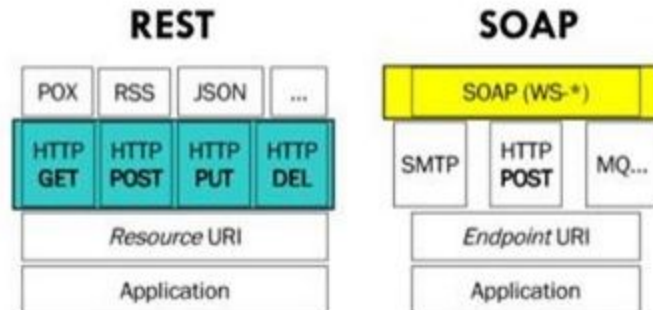 REST
POX RSS JSON ...
HTTP GET HTTP POST HTTP PUT HTTP DEL
Resource URI
Application
SOAP
SOAP (WS-*)
SMTP HTTP POST MQ...
Endpoint URI
Application